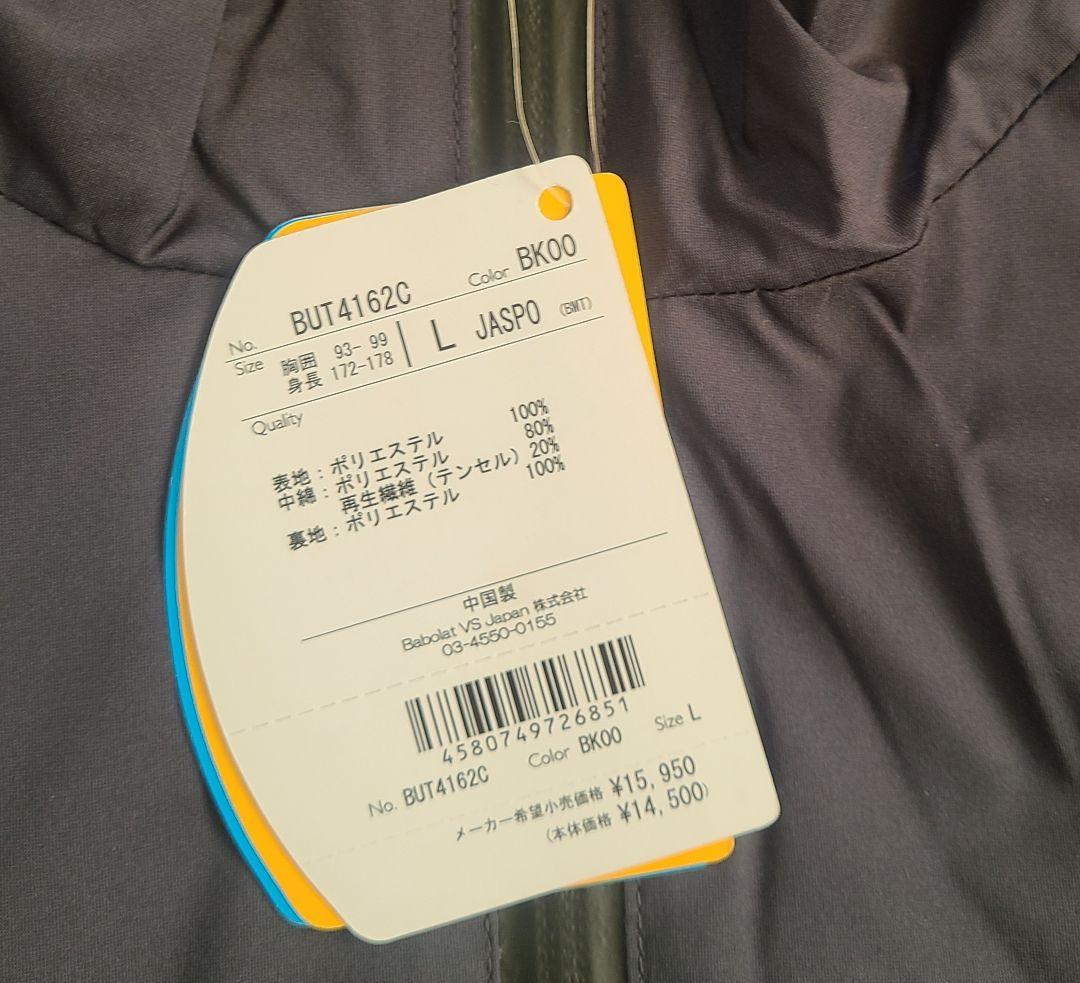 No. BUT4162C Color BK00
Size 胸囲 93- 99 L JASPO (BMT)
身長 172-178
Quality
表地：ポリエステル 100%
中綿：ポリエステル 80%
再生繊維（テンセル） 20%
裏地：ポリエステル 100%
中国製
Babolat VS Japan 株式会社
03-4550-0155
4580749726851
No. BUT4162C Color BK00 Size L
メーカー希望小売価格 ¥15,950
(本体価格 ¥14,500)